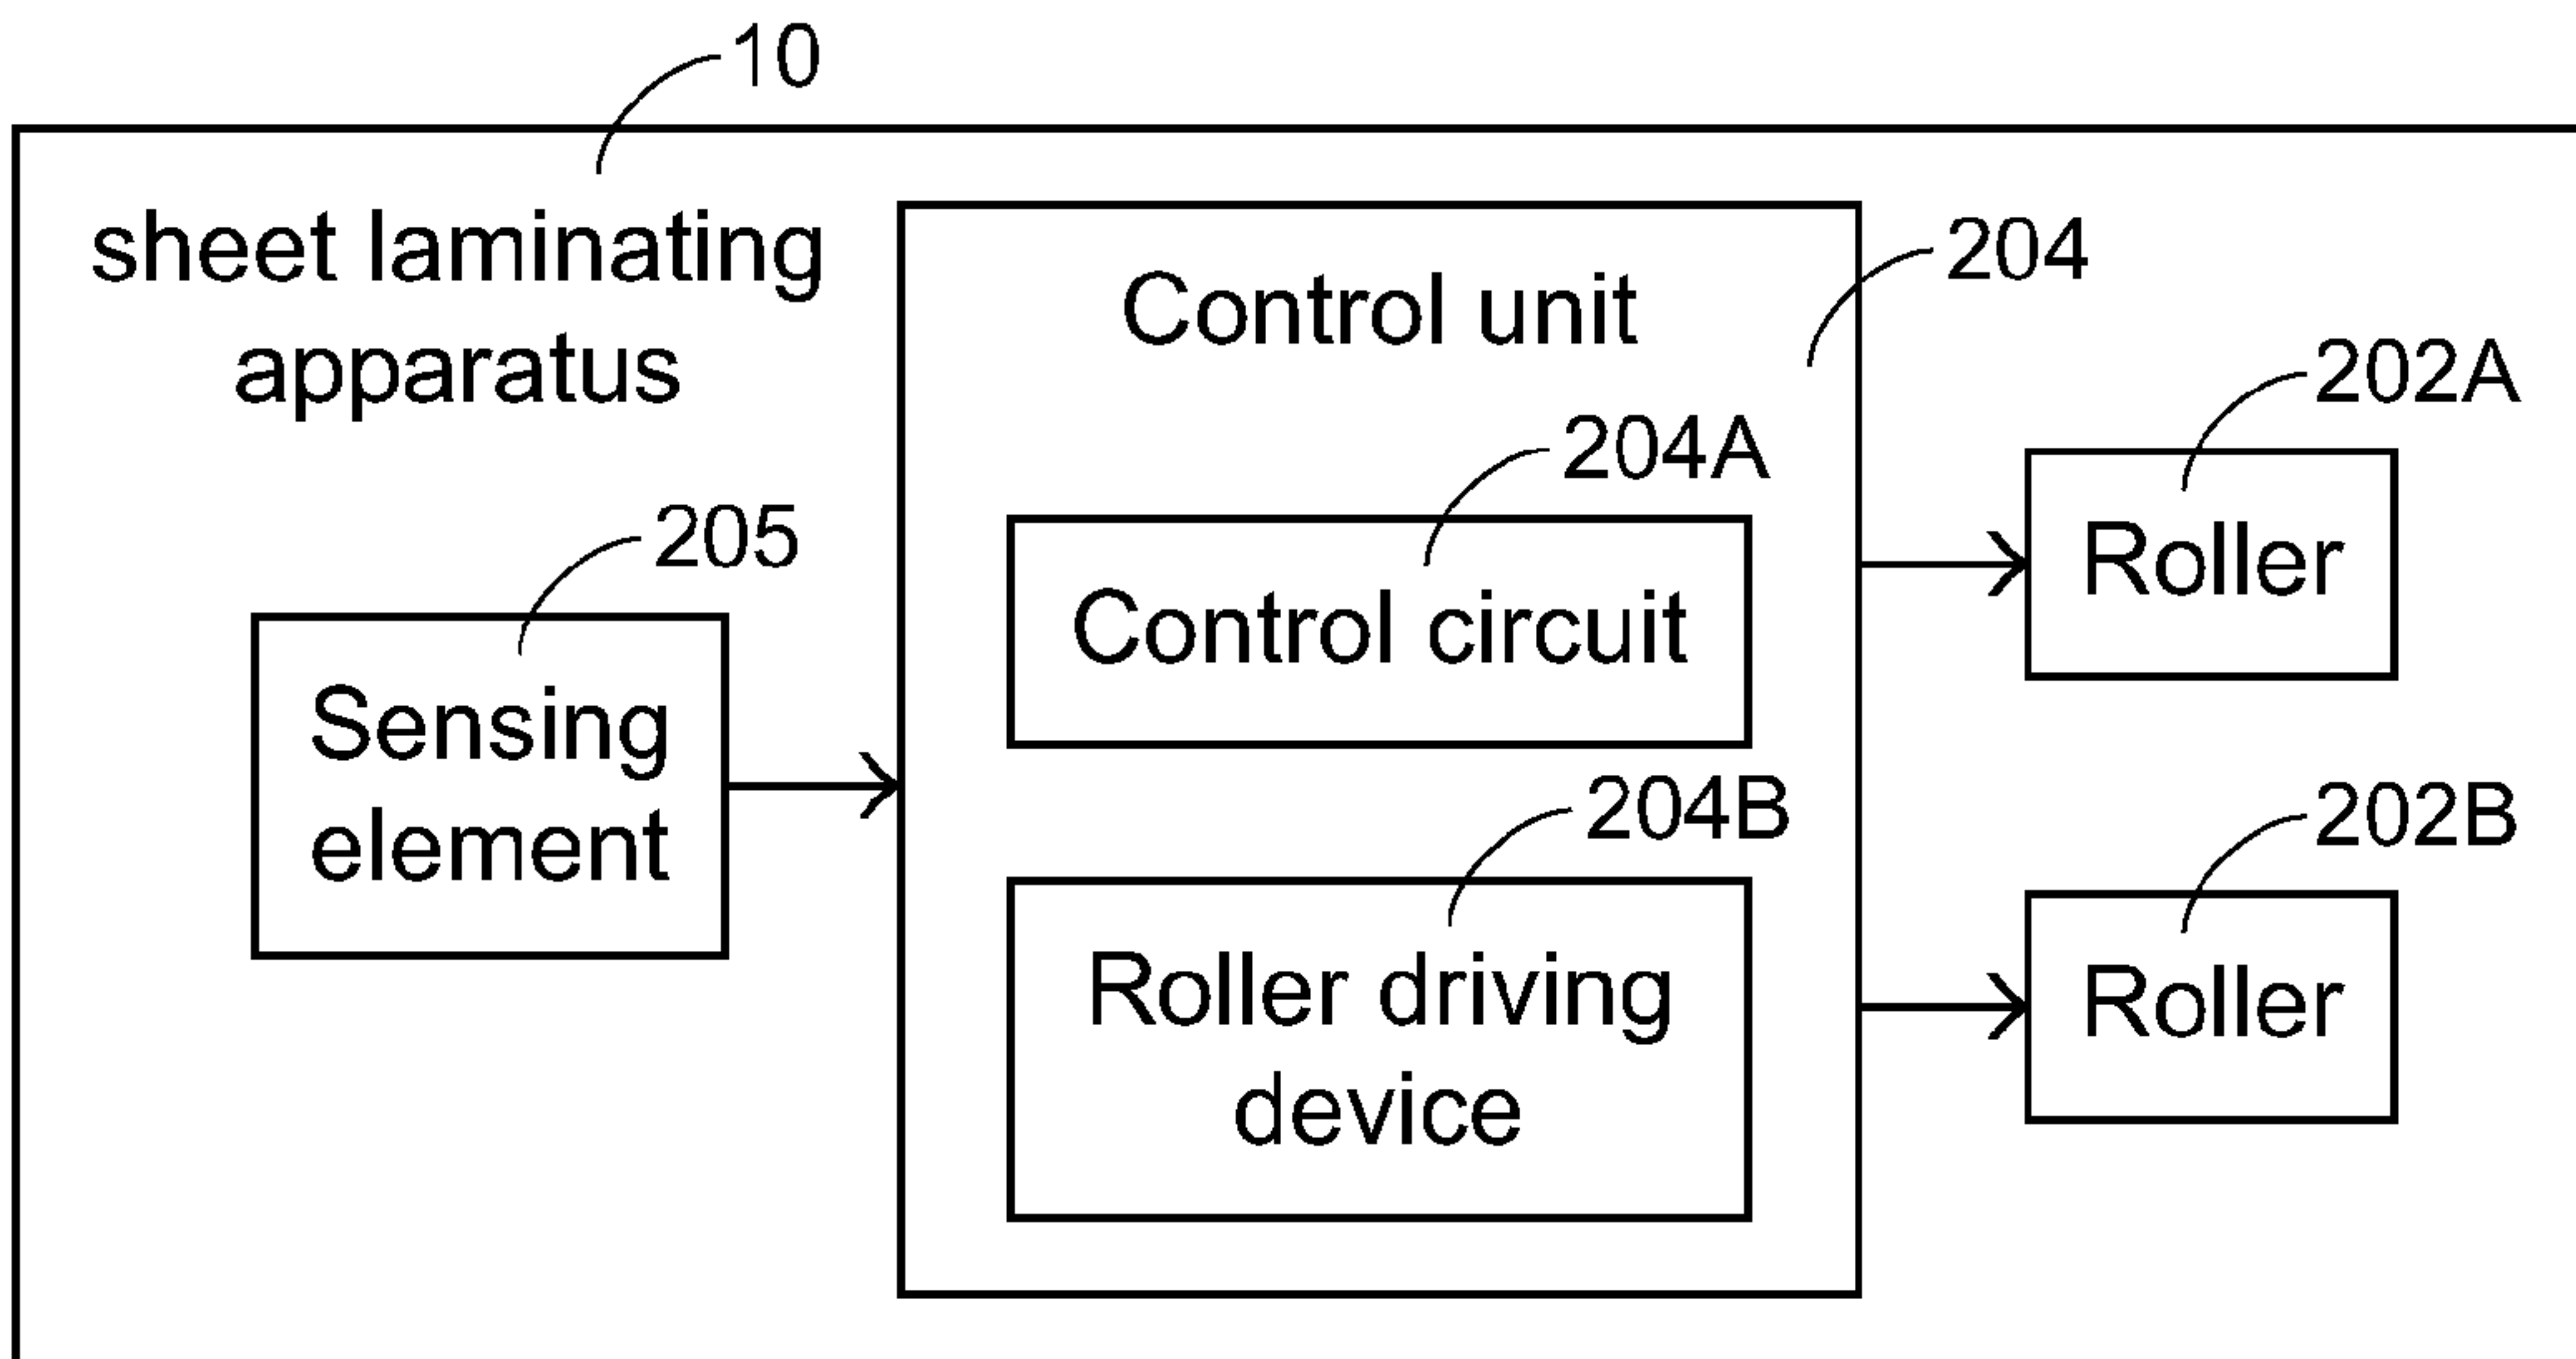 10
sheet laminating
apparatus
Control unit
204
202A
204A
205
Roller
Control circuit
Sensing
element
204B
202B
Roller driving
device
Roller